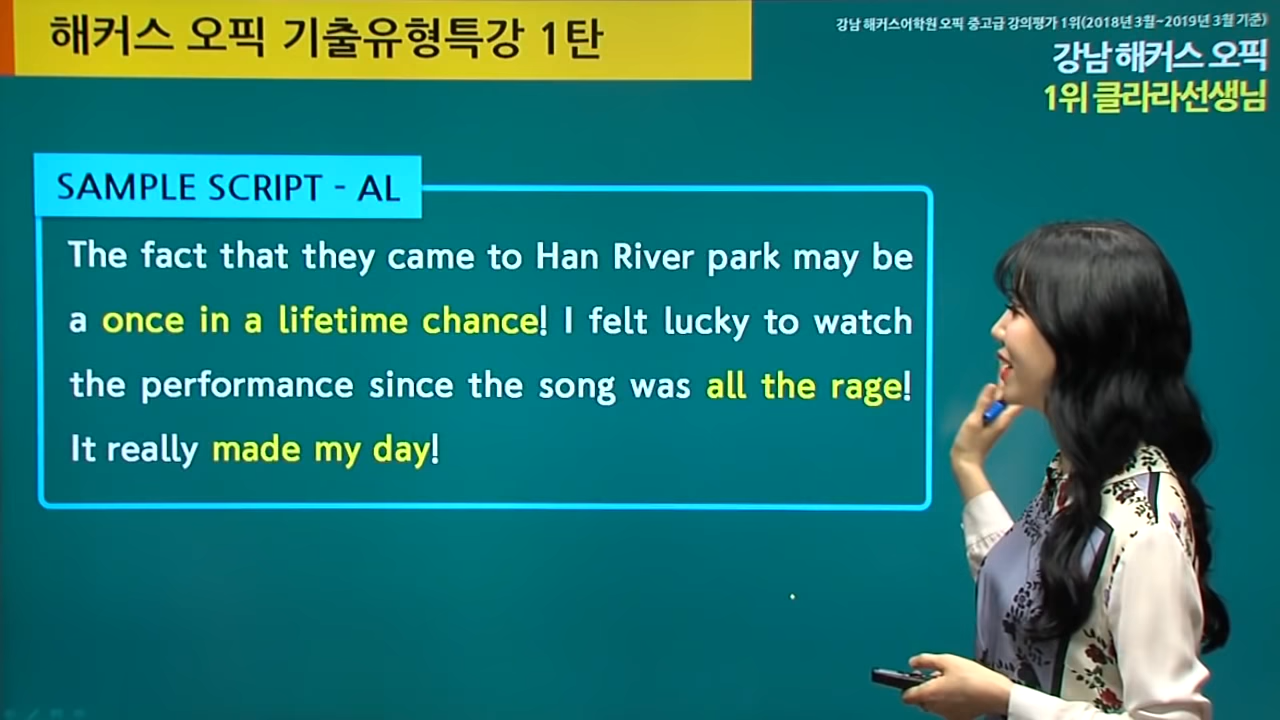 해커스 오픽 기출유형특강 1탄
강남 해커스어학원 오픽 중고급 강의평가 1위(2018년 3월~2019년 3월 기준)
강남 해커스 오픽
1위 클라라선생님
SAMPLE SCRIPT - AL
The fact that they came to Han River park may be
a once in a lifetime chance! I felt lucky to watch
the performance since the song was all the rage!
It really made my day!